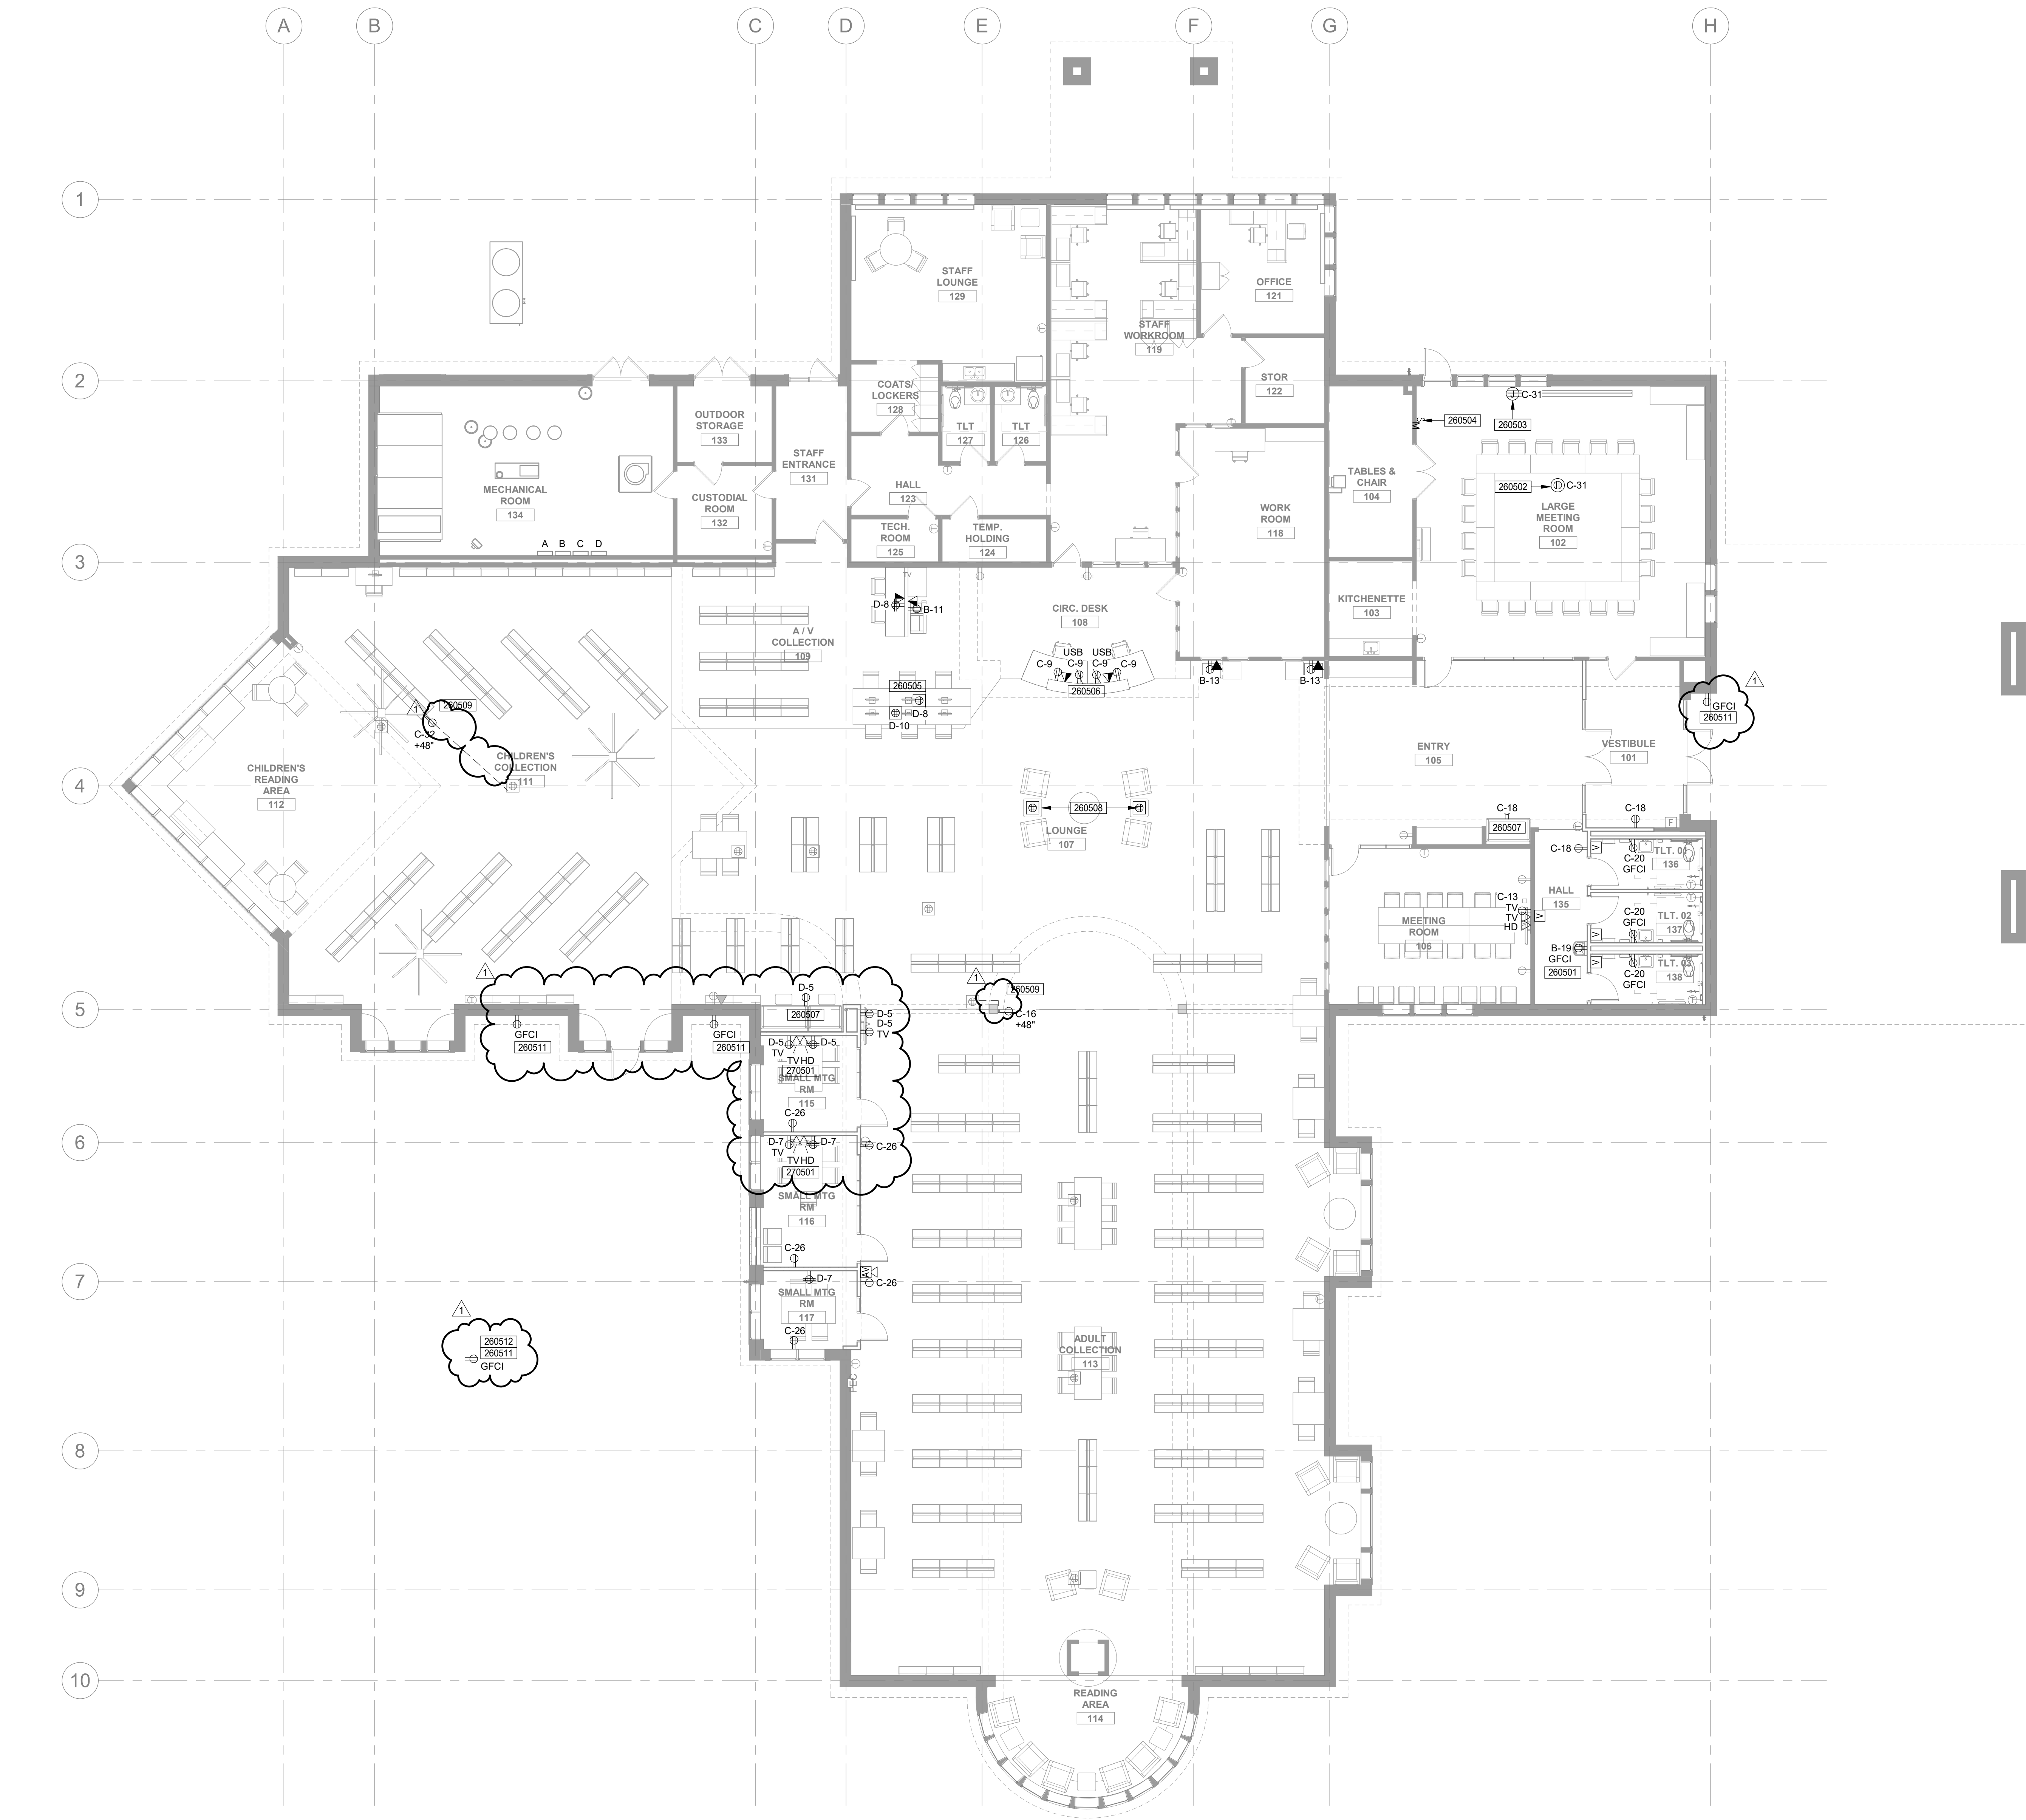 A
B
C
D
E
F
G
H
1
STAFF
LOUNGE
129
OFFICE
121
STAFF
WORKROOM
119
2
COATS/
LOCKERS
128
STOR
122
C-31
260503
260504
SM
J
OUTDOOR
STORAGE
133
TLT
127
TLT
126
STAFF
ENTRANCE
131
MECHANICAL
ROOM
134
CUSTODIAL
ROOM
132
HALL
123
TABLES &
CHAIR
104
260502
C-31
LARGE
MEETING
ROOM
102
WORK
ROOM
118
TECH.
ROOM
125
TEMP.
HOLDING
124
A
B
C
D
3
TV
D-8
B-11
KITCHENETTE
103
CIRC. DESK
108
A / V
COLLECTION
109
USB
USB
C-9
C-9
C-9
C-9
260506
B-13
B-13
260505
D-8
D-10
1
260509
C-32
+48"
1
GFCI
260511
CHILDREN'S
COLLECTION
111
CHILDREN'S
READING
AREA
112
ENTRY
105
VESTIBULE
101
4
260508
LOUNGE
107
C-18
260507
C-18
F
C-18
V
C-20
GFCI
TLT. 01
136
HALL
135
C-13
TV
TV
HD
V
V
C-20
GFCI
TLT. 02
137
MEETING
ROOM
106
B-19
GFCI
260501
V
C-20
GFCI
TLT. 03
138
1
1
260509
C-16
+48"
5
D-5
260507
D-5
D-5
TV
GFCI
260511
GFCI
260511
D-5
TV
D-5
TV HD
270501
SMALL MTG
RM
115
C-26
6
D-7
TV
D-7
TV HD
270501
C-26
SMALL MTG
RM
116
C-26
7
AV
C-26
D-7
SMALL MTG
RM
117
C-26
1
260512
260511
GFCI
ADULT
COLLECTION
113
FEC
8
9
10
READING
AREA
114